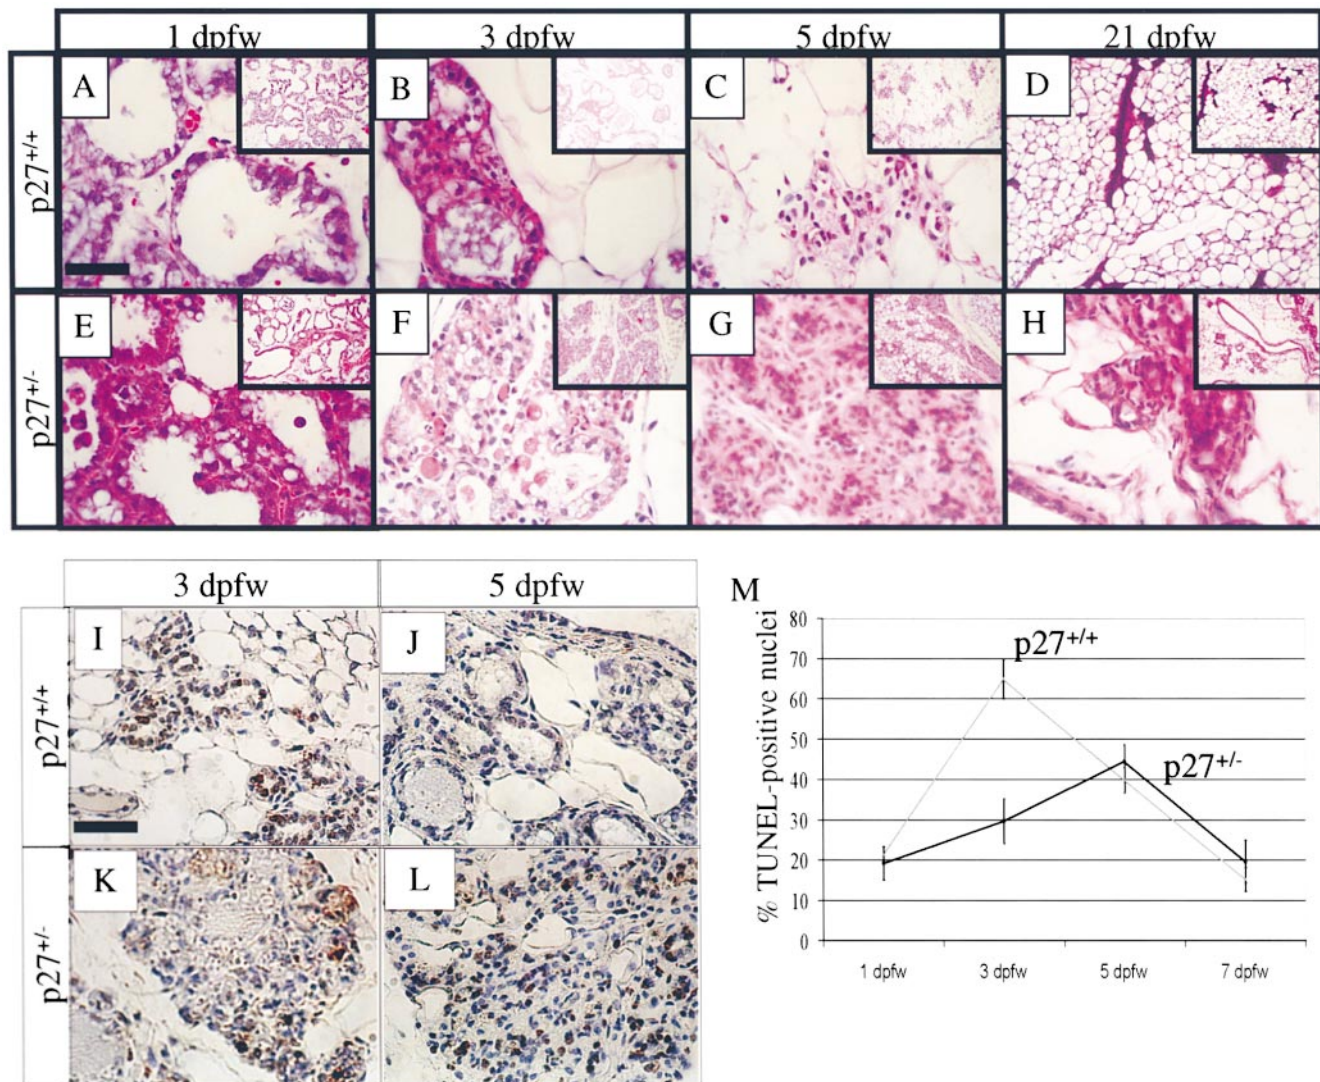 1 dpfw 3 dpfw 5 dpfw 21 dpfw
p27+/+
A B C D
p27+/-
E F G H
3 dpfw 5 dpfw
p27+/+
I J
p27+/-
K L
M
% TUNEL-positive nuclei
80
70
60
50
40
30
20
10
0
p27+/+
p27+/-
1 dpfw 3 dpfw 5 dpfw 7 dpfw